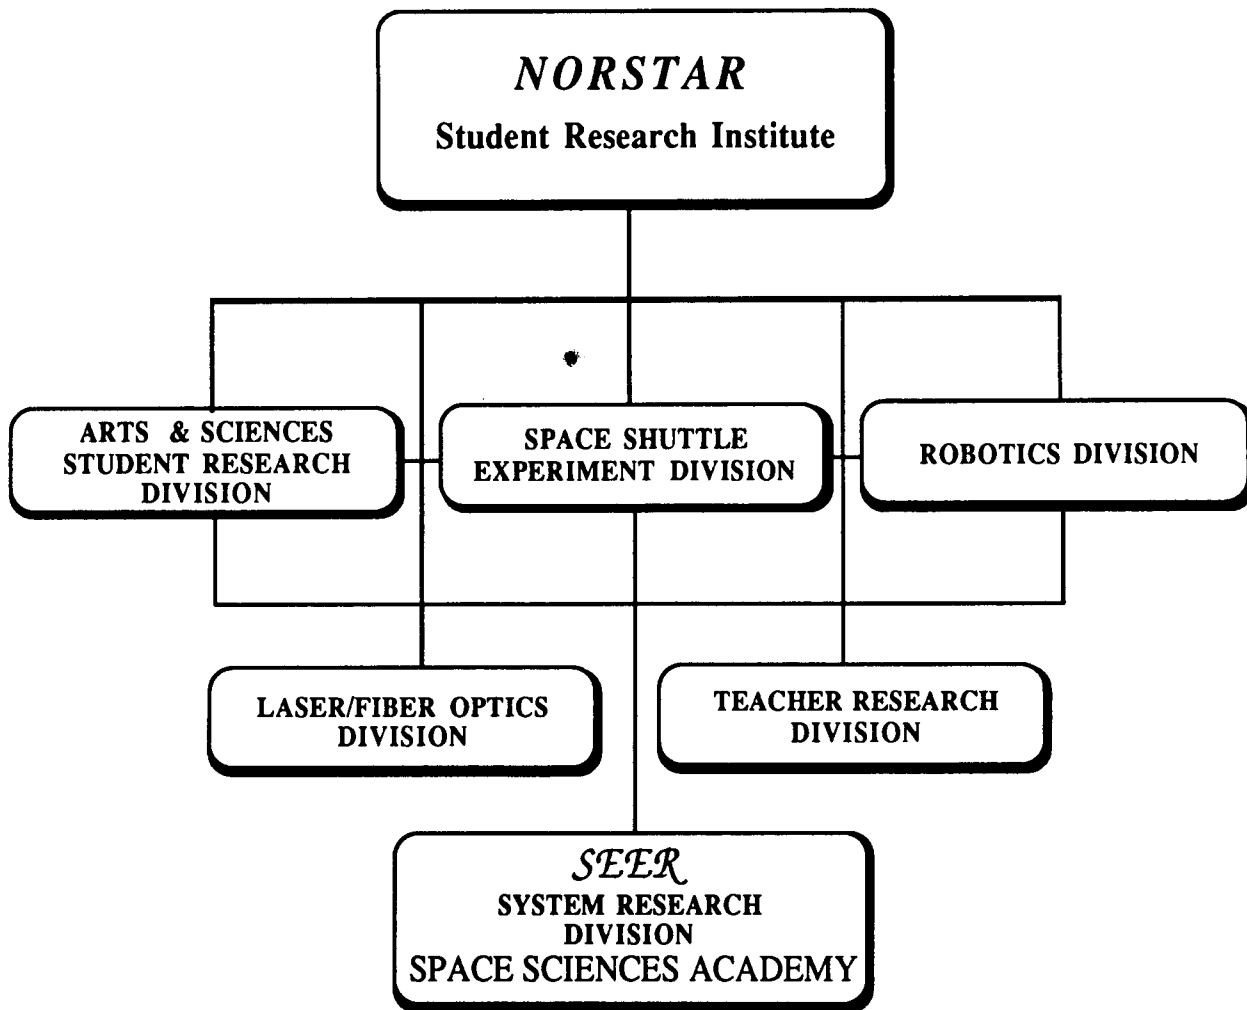 NORSTAR
Student Research Institute
ARTS & SCIENCES
STUDENT RESEARCH
DIVISION
SPACE SHUTTLE
EXPERIMENT DIVISION
ROBOTICS DIVISION
LASER/FIBER OPTICS
DIVISION
TEACHER RESEARCH
DIVISION
SEER
SYSTEM RESEARCH
DIVISION
SPACE SCIENCES ACADEMY